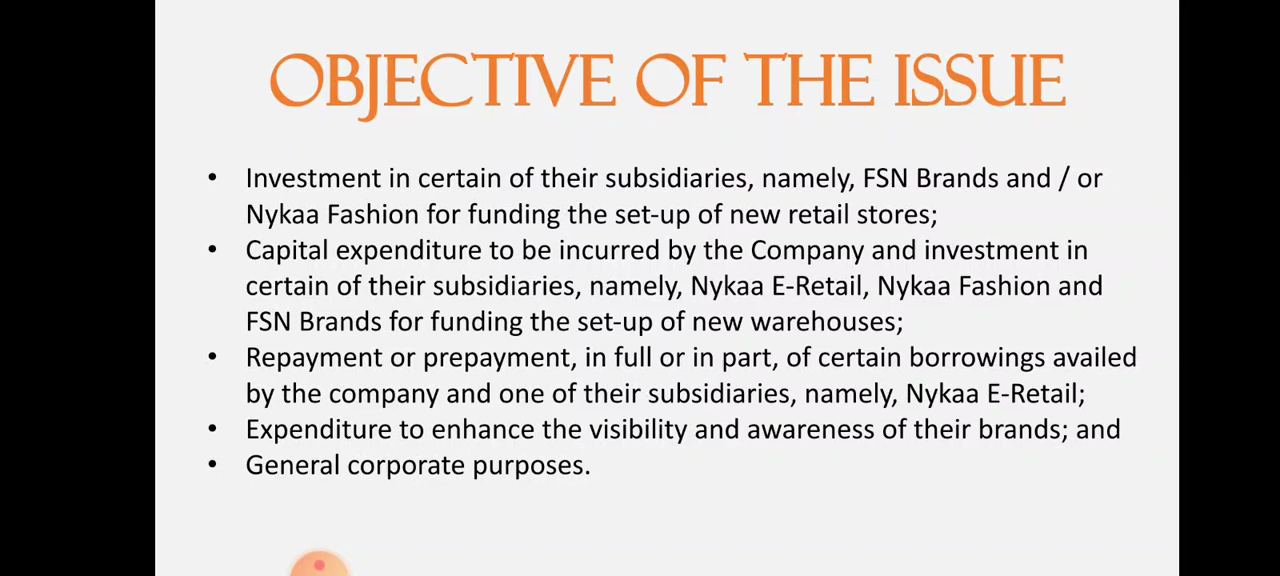 OBJECTIVE OF THE ISSUE
• Investment in certain of their subsidiaries, namely, FSN Brands and / or
Nykaa Fashion for funding the set-up of new retail stores;
• Capital expenditure to be incurred by the Company and investment in
certain of their subsidiaries, namely, Nykaa E-Retail, Nykaa Fashion and
FSN Brands for funding the set-up of new warehouses;
• Repayment or prepayment, in full or in part, of certain borrowings availed
by the company and one of their subsidiaries, namely, Nykaa E-Retail;
• Expenditure to enhance the visibility and awareness of their brands; and
• General corporate purposes.